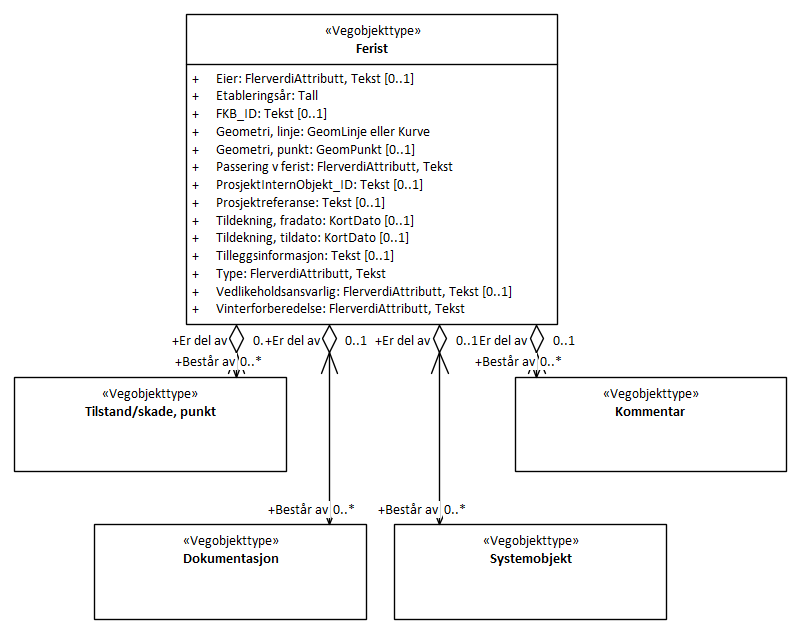 «Vegobjekttype»
Ferist
+ Eier: FlerverdiAttributt, Tekst [0..1]
+ Etableringsår: Tall
+ FKB_ID: Tekst [0..1]
+ Geometri, linje: GeomLinje eller Kurve
+ Geometri, punkt: GeomPunkt [0..1]
+ Passering v ferist: FlerverdiAttributt, Tekst
+ ProsjektInternObjekt_ID: Tekst [0..1]
+ Prosjektreferanse: Tekst [0..1]
+ Tildekning, fradato: KortDato [0..1]
+ Tildekning, tildato: KortDato [0..1]
+ Tilleggsinformasjon: Tekst [0..1]
+ Type: FlerverdiAttributt, Tekst
+ Vedlikeholdsansvarlig: FlerverdiAttributt, Tekst [0..1]
+ Vinterforberedelse: FlerverdiAttributt, Tekst
+Er del av 0..+Er del av 0..1 +Er del av 0..1Er del av 0..1
+Består av 0..* +Består av 0..*
«Vegobjekttype» «Vegobjekttype»
Tilstand/skade, punkt Kommentar
+Består av 0..* +Består av 0..*
«Vegobjekttype» «Vegobjekttype»
Dokumentasjon Systemobjekt